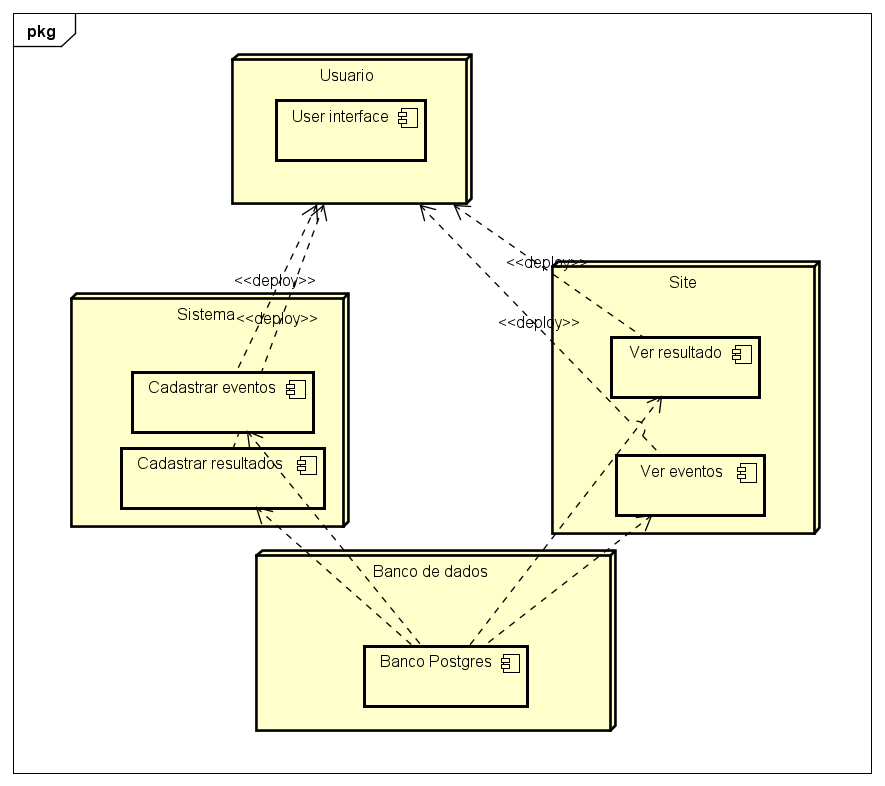 pkg
Usuario
User interface
<<deploy>>
<<deploy>>
Sistema
<<deploy>>
<<deploy>>
Site
Ver resultado
Cadastrar eventos
Cadastrar resultados
Ver eventos
Banco de dados
Banco Postgres